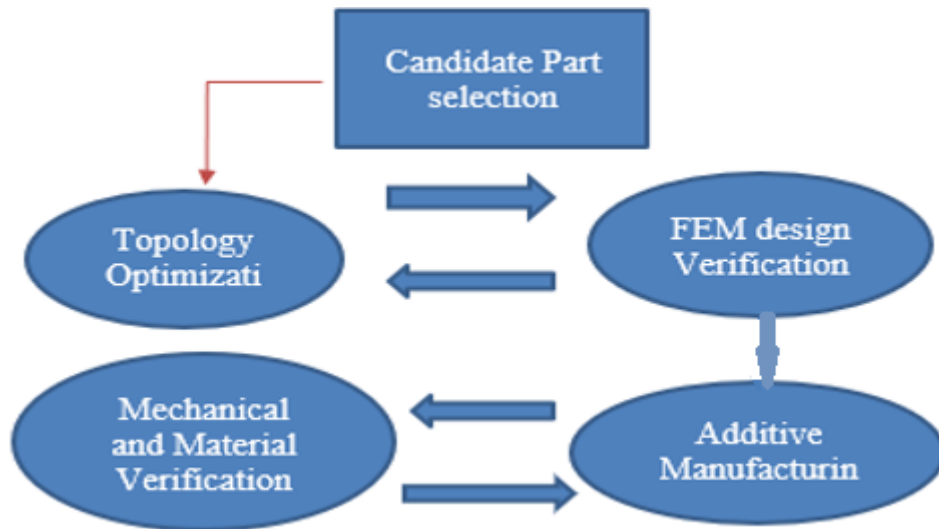 Candidate Part
selection
Topology
Optimizati
FEM design
Verification
Mechanical
and Material
Verification
Additive
Manufacturin